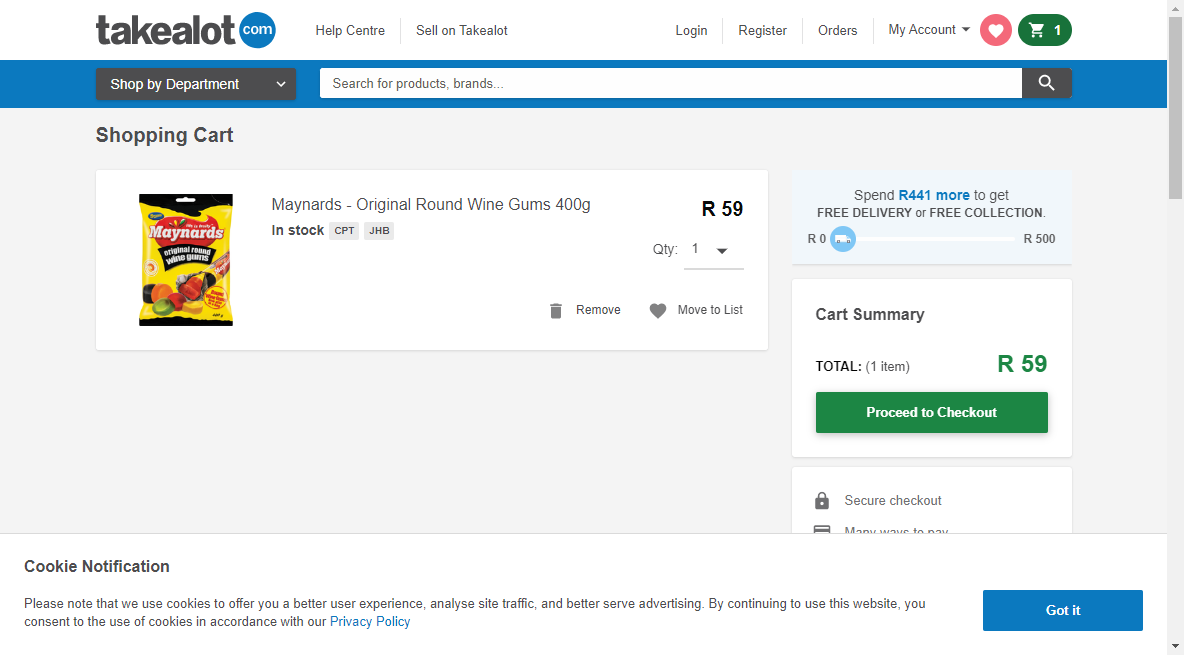 takealot com
Help Centre
Sell on Takealot
Login
Register
Orders
My Account
1
Shop by Department
Search for products, brands...
Shopping Cart
Maynards
original round
wine gums
Maynards - Original Round Wine Gums 400g
R 59
In stock CPT JHB
Qty: 1
Remove
Move to List
Spend R441 more to get
FREE DELIVERY or FREE COLLECTION.
R 0
R 500
Cart Summary
TOTAL: (1 item)
R 59
Proceed to Checkout
Secure checkout
Many ways to pay
Cookie Notification
Please note that we use cookies to offer you a better user experience, analyse site traffic, and better serve advertising. By continuing to use this website, you
consent to the use of cookies in accordance with our Privacy Policy
Got it